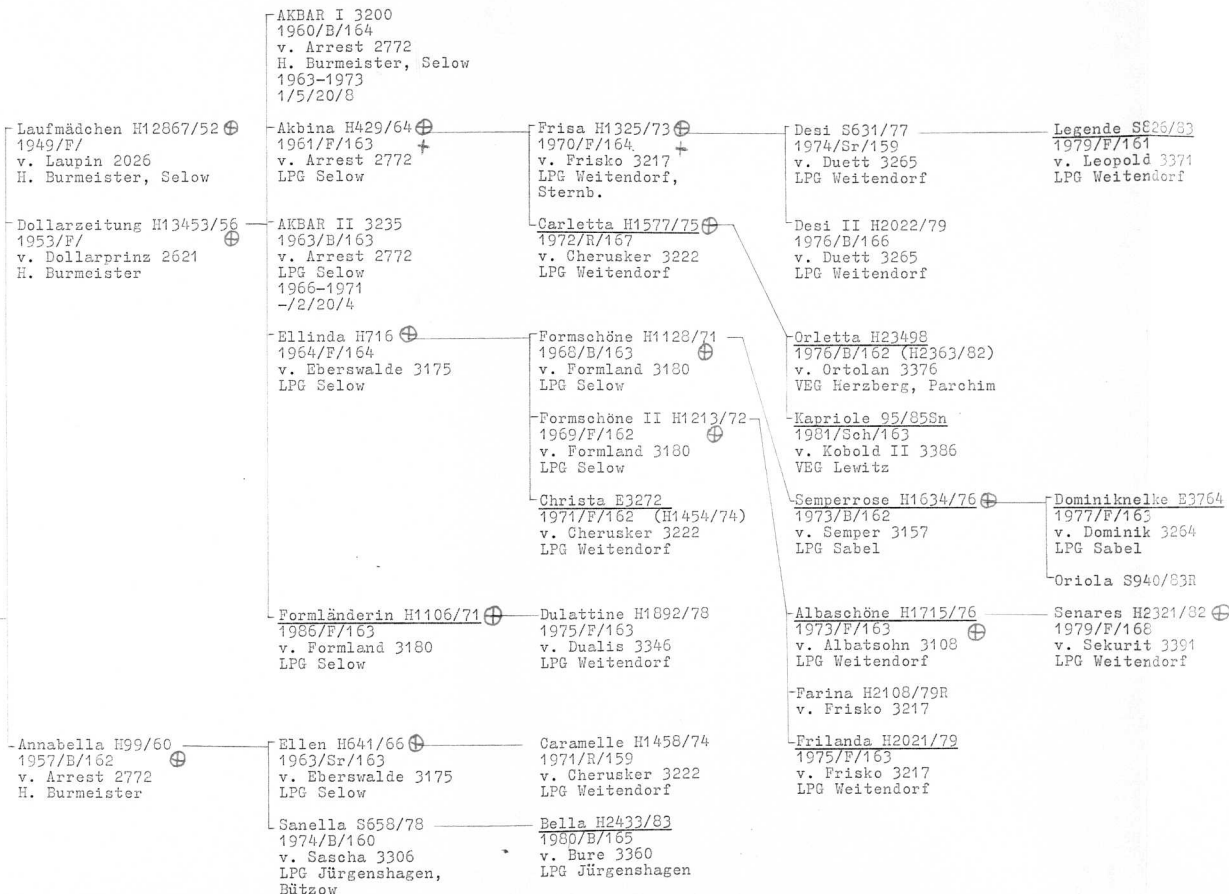 AKBAR I 3200
1960/B/164
v. Arrest 2772
H. Burmeister, Selow
1963-1973
1/5/20/8
Laufmädchen H12867/52
1949/F/
v. Laupin 2026
H. Burmeister, Selow
Dollarzeitung H13453/56
1953/F/
v. Dollarprinz 2621
H. Burmeister
Annabella H99/60
1957/B/162
v. Arrest 2772
H. Burmeister
Akbina H429/64
1961/F/163
v. Arrest 2772
LPG Selow
AKBAR II 3235
1963/B/163
v. Arrest 2772
LPG Selow
1966-1971
-/2/20/4
Ellinda H716
1964/F/164
v. Eberswalde 3175
LPG Selow
Formländerin H1106/71
1986/F/163
v. Formland 3180
LPG Selow
Ellen H641/66
1963/Sr/163
v. Eberswalde 3175
LPG Selow
Sanella S658/78
1974/B/160
v. Sascha 3306
LPG Jürgenshagen,
Bützow
Frisa H1325/73
1970/F/164
v. Frisko 3217
LPG Weitendorf,
Sternb.
Carletta H1577/75
1972/R/167
v. Cherusker 3222
LPG Weitendorf
Formschöne H1128/71
1968/B/163
v. Formland 3180
LPG Selow
Formschöne II H1213/72
1969/F/162
v. Formland 3180
LPG Selow
Christa E3272
1971/F/162 (H1454/74)
v. Cherusker 3222
LPG Weitendorf
Dulattine H1892/78
1975/F/163
v. Dualis 3346
LPG Weitendorf
Caramelle H1458/74
1971/R/159
v. Cherusker 3222
LPG Weitendorf
Bella H2433/83
1980/B/165
v. Bure 3360
LPG Jürgenshagen
Desi S631/77
1974/Sr/159
v. Duett 3265
LPG Weitendorf
Desi II H2022/79
1976/B/166
v. Duett 3265
LPG Weitendorf
Orletta H23498
1976/B/162 (H2363/82)
v. Ortolan 3376
VEG Herzberg, Parchim
Kapriole 95/85Sn
1981/Sch/163
v. Kobold II 3386
VEG Lewitz
Semperrose H1634/76
1973/B/162
v. Semper 3157
LPG Sabel
Albaschöne H1715/76
1973/F/163
v. Albatsohn 3108
LPG Weitendorf
Farina H2108/79R
v. Frisko 3217
Frilanda H2021/79
1975/F/163
v. Frisko 3217
LPG Weitendorf
Legende S826/83
1979/F/161
v. Leopold 3371
LPG Weitendorf
Dominiknelke E3764
1977/F/163
v. Dominik 3264
LPG Sabel
Oriola S940/83R
Senares H2321/82
1979/F/168
v. Sekurit 3391
LPG Weitendorf